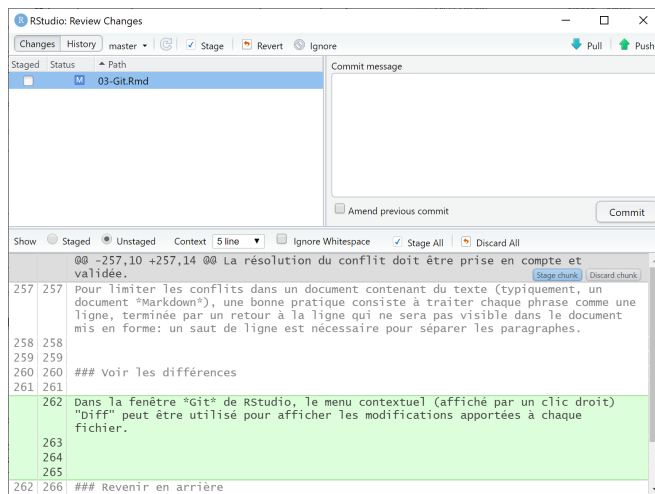 RStudio: Review Changes
Changes History master Stage Revert Ignore Pull Push
Staged Status Path
M 03-Git.Rmd
Commit message
Amend previous commit
Commit
Show Staged Unstaged Context 5 line Ignore Whitespace Stage All Discard All
@@ -257,10 +257,14 @@ La résolution du conflit doit être prise en compte et
validée.
Stage chunk Discard chunk
257 257 Pour limiter les conflits dans un document contenant du texte (typiquement, un
document *Markdown*), une bonne pratique consiste à traiter chaque phrase comme une
ligne, terminée par un retour à la ligne qui ne sera pas visible dans le document
mis en forme: un saut de ligne est nécessaire pour séparer les paragraphes.
258 258
259 259
260 260 ### Voir les différences
261 261
262 Dans la fenêtre *Git* de RStudio, le menu contextuel (affiché par un clic droit)
"Diff" peut être utilisé pour afficher les modifications apportées à chaque
fichier.
263
264
265
262 266 ### Revenir en arrière